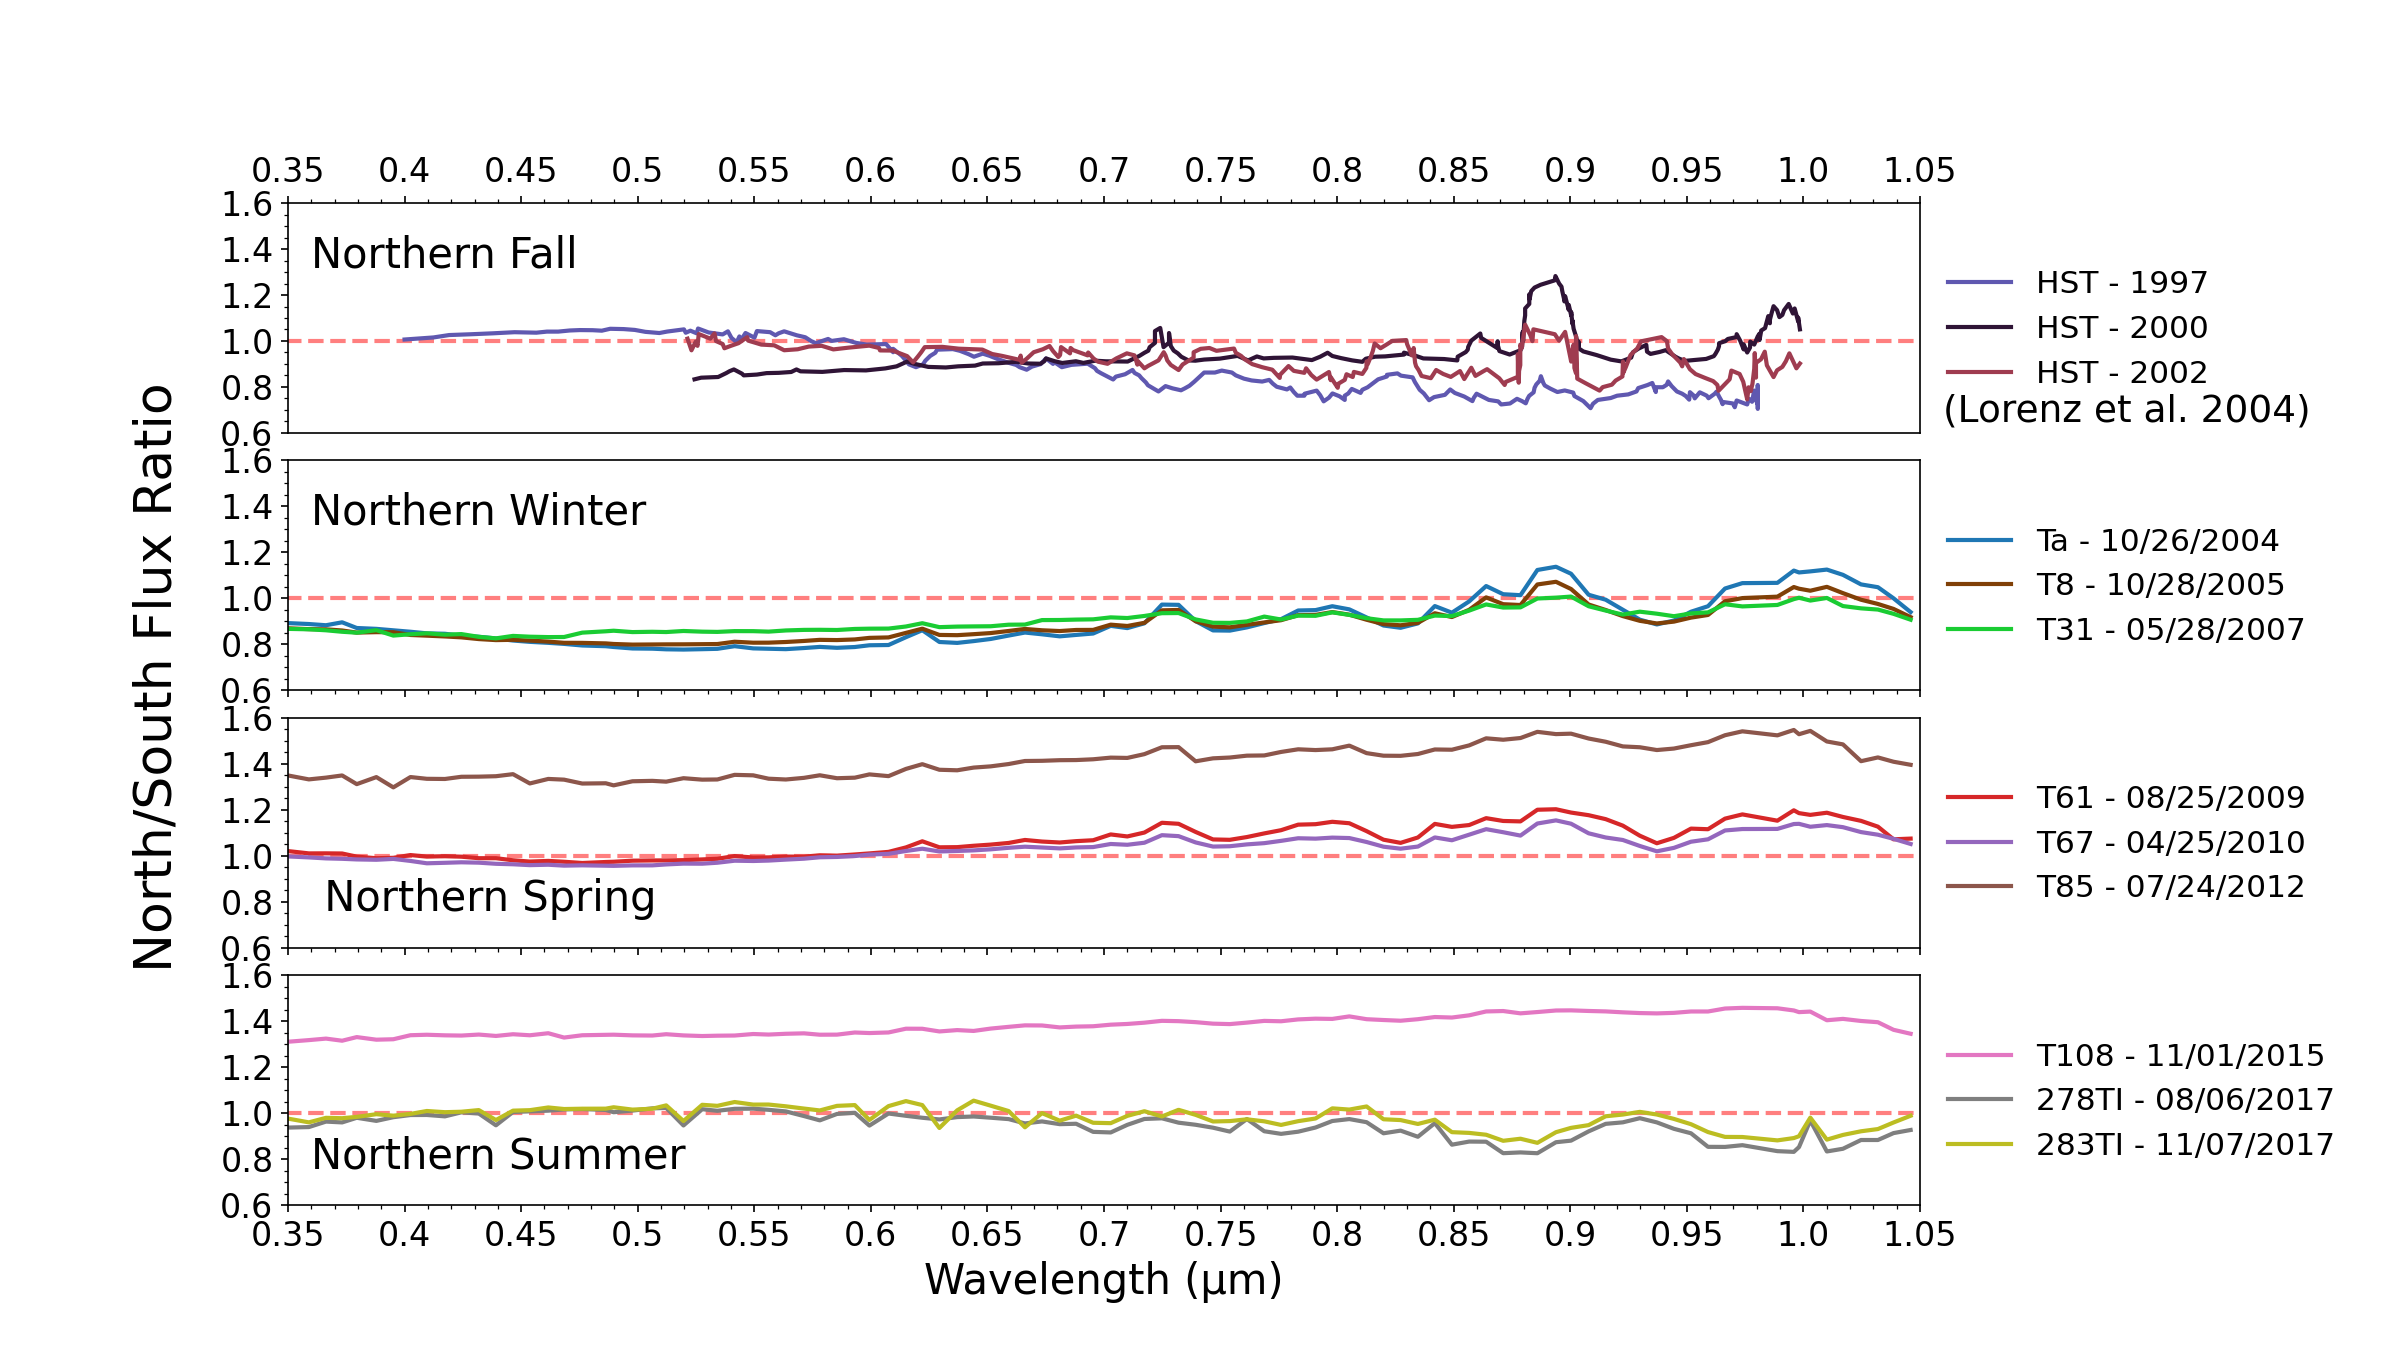 0.35 0.4 0.45 0.5 0.55 0.6 0.65 0.7 0.75 0.8 0.85 0.9 0.95 1.0 1.05
North/South Flux Ratio
1.6
1.4
1.2
1.0
0.8
0.6
Northern Fall
HST - 1997
HST - 2000
HST - 2002
(Lorenz et al. 2004)
1.6
1.4
1.2
1.0
0.8
0.6
Northern Winter
Ta - 10/26/2004
T8 - 10/28/2005
T31 - 05/28/2007
1.6
1.4
1.2
1.0
0.8
0.6
Northern Spring
T61 - 08/25/2009
T67 - 04/25/2010
T85 - 07/24/2012
1.6
1.4
1.2
1.0
0.8
0.6
Northern Summer
T108 - 11/01/2015
278TI - 08/06/2017
283TI - 11/07/2017
0.35 0.4 0.45 0.5 0.55 0.6 0.65 0.7 0.75 0.8 0.85 0.9 0.95 1.0 1.05
Wavelength (μm)